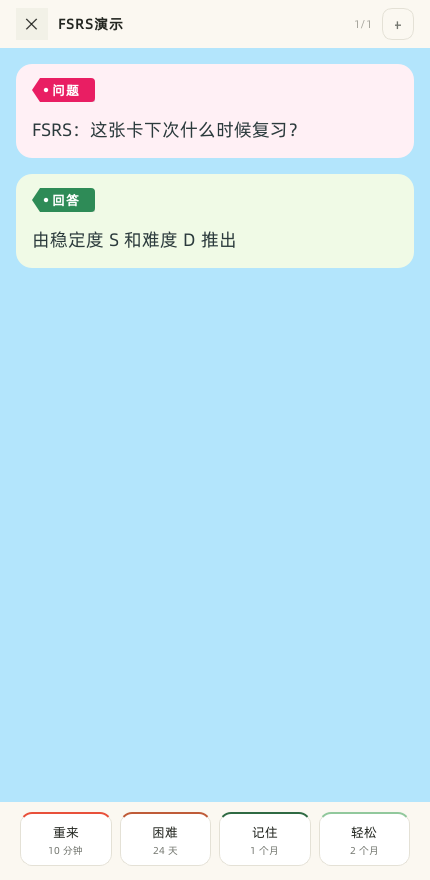 FSRS演示
1/1
+
问题
FSRS：这张卡下次什么时候复习？
回答
由稳定度 S 和难度 D 推出
重来
10 分钟
困难
24 天
记住
1 个月
轻松
2 个月